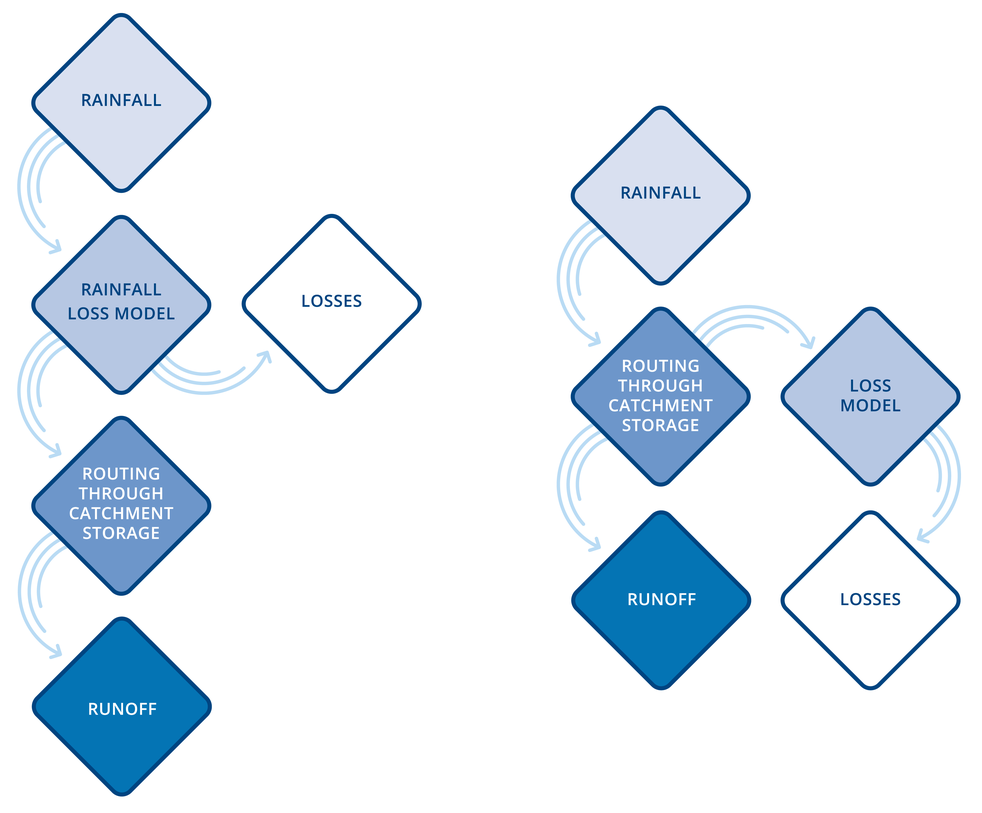 RAINFALL
RAINFALL
LOSS MODEL
LOSSES
ROUTING
THROUGH
CATCHMENT
STORAGE
RUNOFF
RAINFALL
ROUTING
THROUGH
CATCHMENT
STORAGE
LOSS
MODEL
RUNOFF
LOSSES